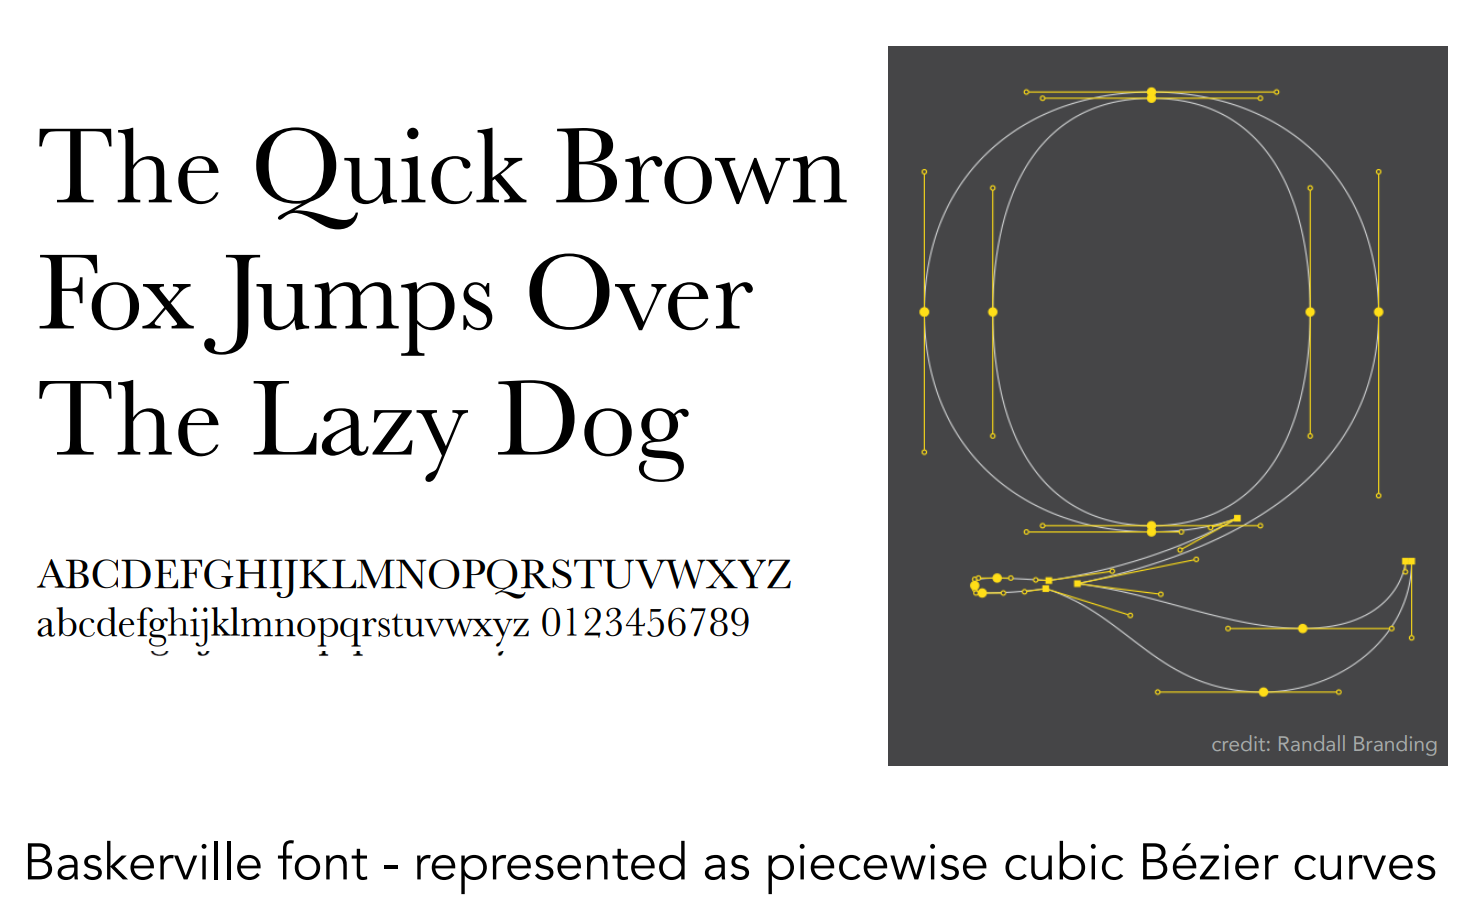 The Quick Brown
Fox Jumps Over
The Lazy Dog
ABCDEFGHIJKLMNOPQRSTUVWXYZ
abcdefghijklmnopqrstuvwxyz 0123456789
Q
credit: Randall Branding
Baskerville font - represented as piecewise cubic Bézier curves